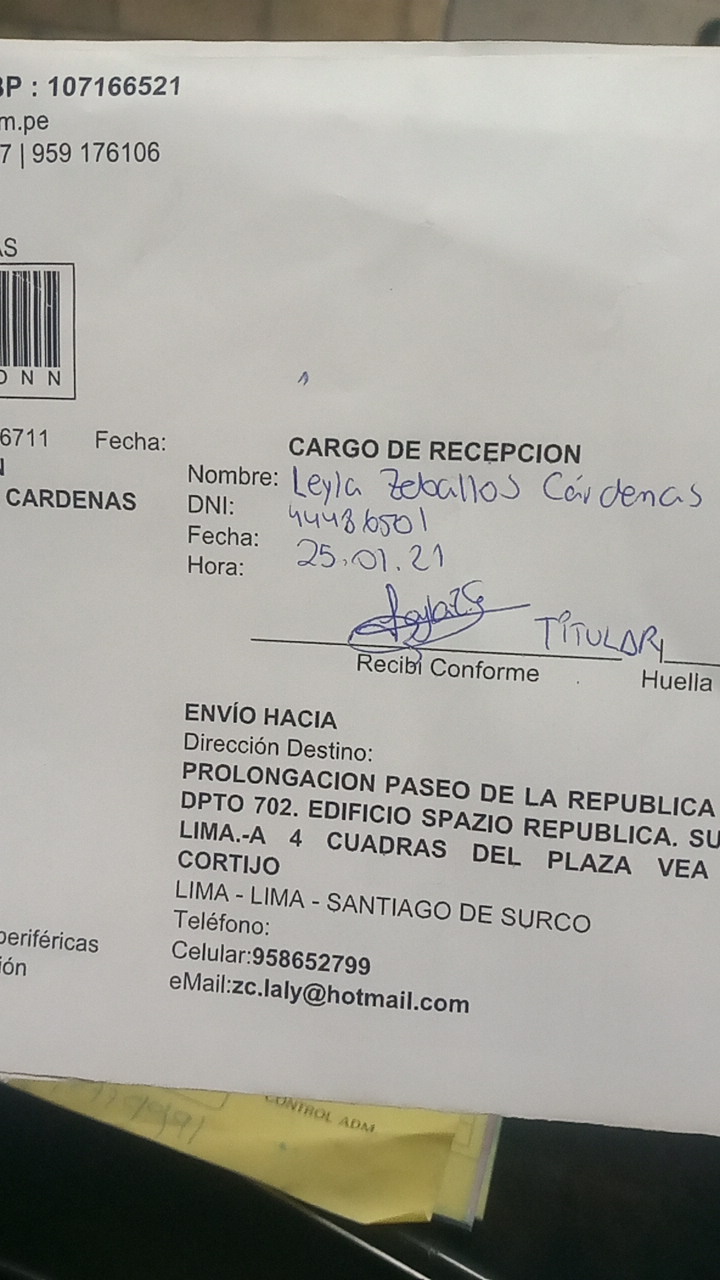 BP : 107166521
m.pe
7 | 959 176106
AS
O N N
6711 Fecha:
N
CARDENAS
CARGO DE RECEPCION
Nombre: Leyla Zeballos Cárdenas
DNI: 44486501
Fecha: 25.01.21
Hora:
TITULAR
Recibí Conforme
Huella
ENVÍO HACIA
Dirección Destino:
PROLONGACION PASEO DE LA REPUBLICA
DPTO 702. EDIFICIO SPAZIO REPUBLICA. SU
LIMA.-A 4 CUADRAS DEL PLAZA VEA
CORTIJO
LIMA - LIMA - SANTIAGO DE SURCO
Teléfono:
Celular:958652799
eMail:zc.laly@hotmail.com
periféricas
ión
CONTROL ADM